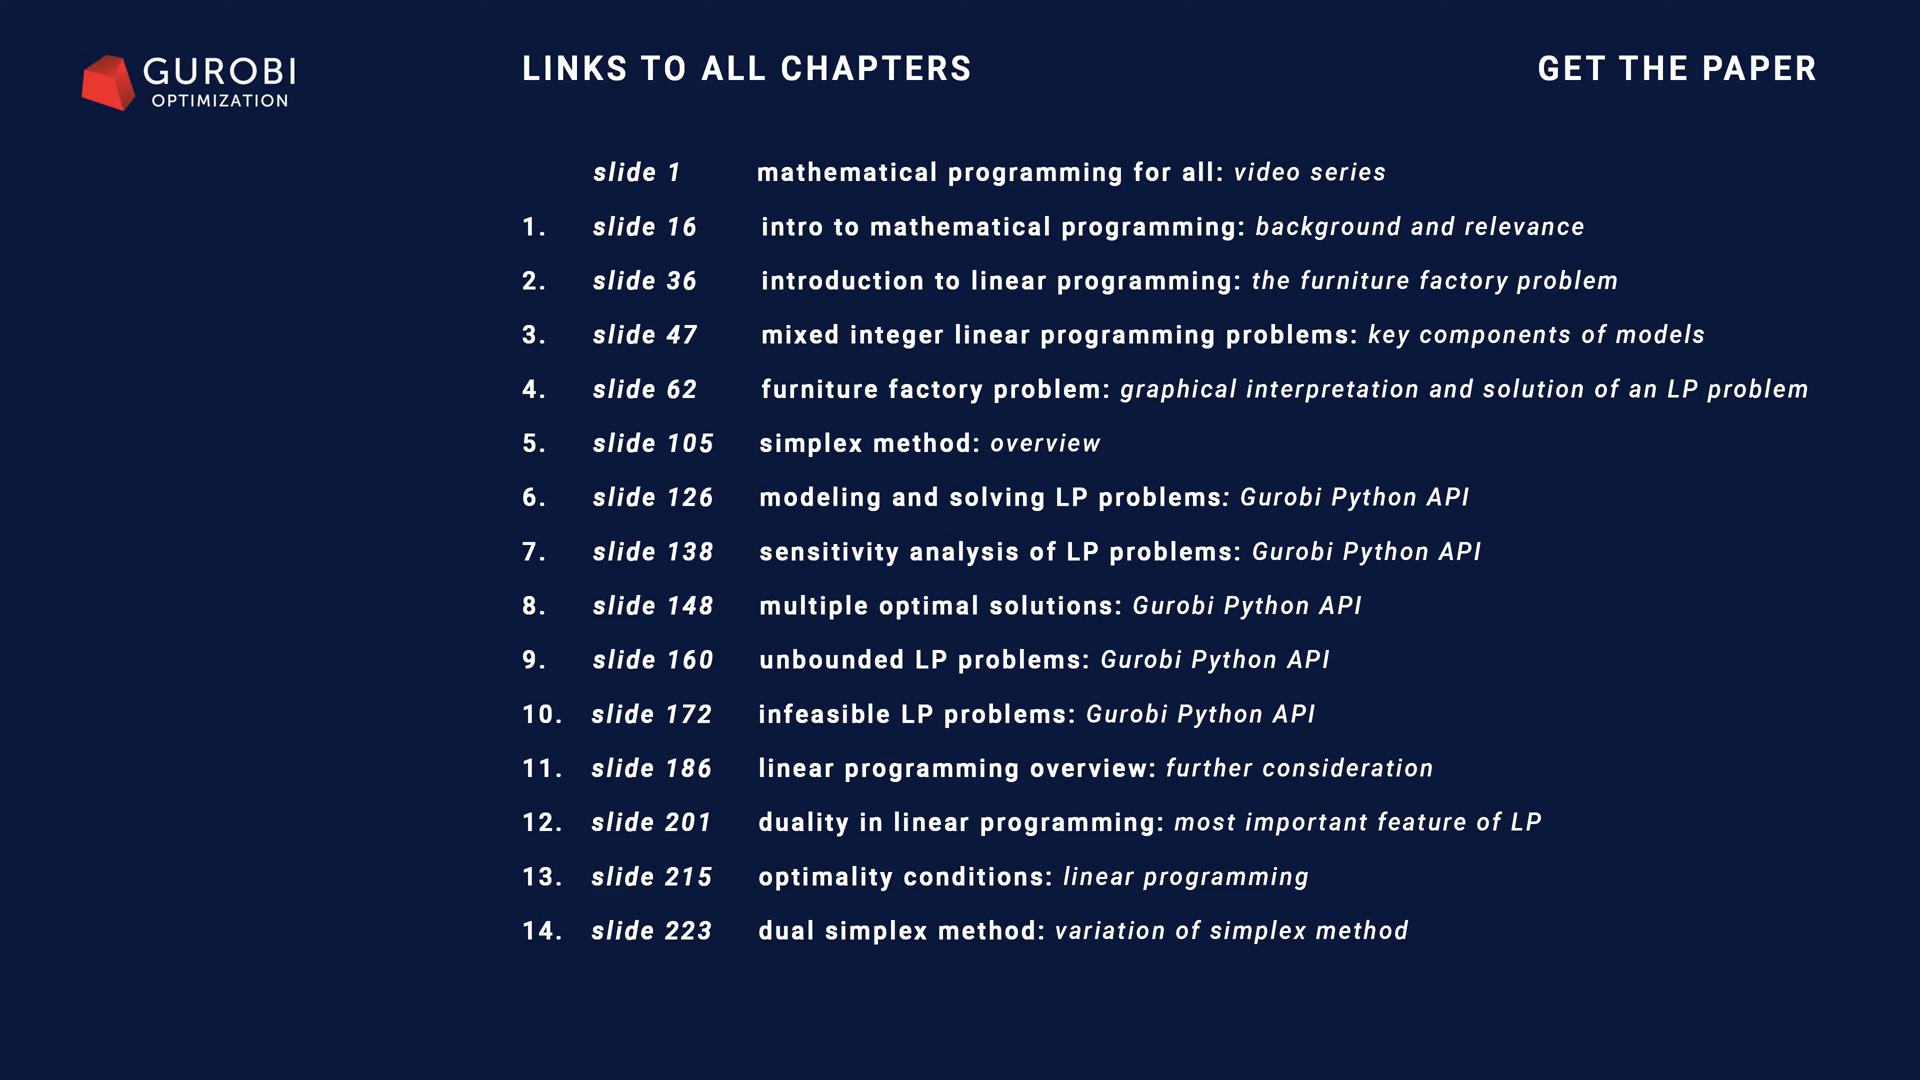 GUROBI
OPTIMIZATION
LINKS TO ALL CHAPTERS
GET THE PAPER
slide 1 mathematical programming for all: video series
1. slide 16 intro to mathematical programming: background and relevance
2. slide 36 introduction to linear programming: the furniture factory problem
3. slide 47 mixed integer linear programming problems: key components of models
4. slide 62 furniture factory problem: graphical interpretation and solution of an LP problem
5. slide 105 simplex method: overview
6. slide 126 modeling and solving LP problems: Gurobi Python API
7. slide 138 sensitivity analysis of LP problems: Gurobi Python API
8. slide 148 multiple optimal solutions: Gurobi Python API
9. slide 160 unbounded LP problems: Gurobi Python API
10. slide 172 infeasible LP problems: Gurobi Python API
11. slide 186 linear programming overview: further consideration
12. slide 201 duality in linear programming: most important feature of LP
13. slide 215 optimality conditions: linear programming
14. slide 223 dual simplex method: variation of simplex method